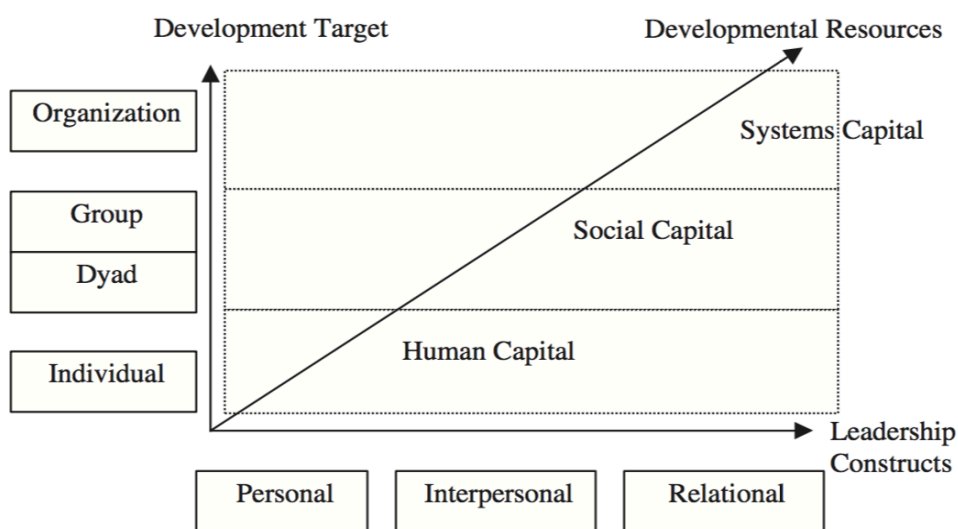 Development Target
Developmental Resources
Organization
Systems Capital
Group
Social Capital
Dyad
Human Capital
Individual
Leadership
Constructs
Personal
Interpersonal
Relational